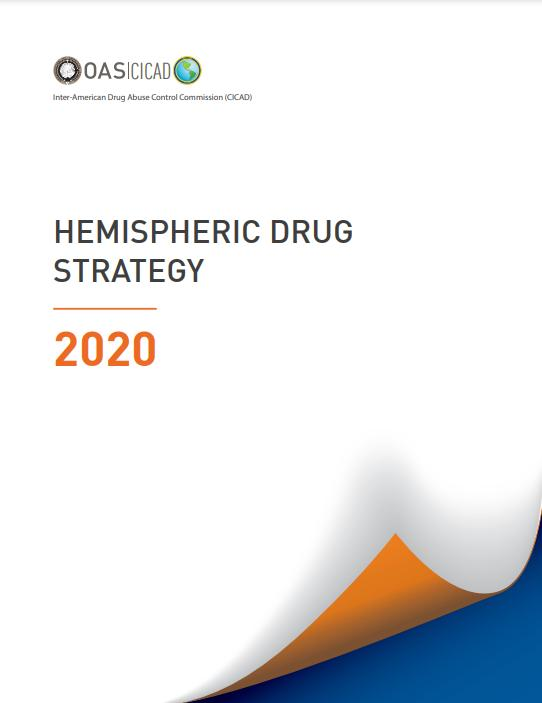 OAS|CICAD
Inter-American Drug Abuse Control Commission (CICAD)
HEMISPHERIC DRUG
STRATEGY
2020